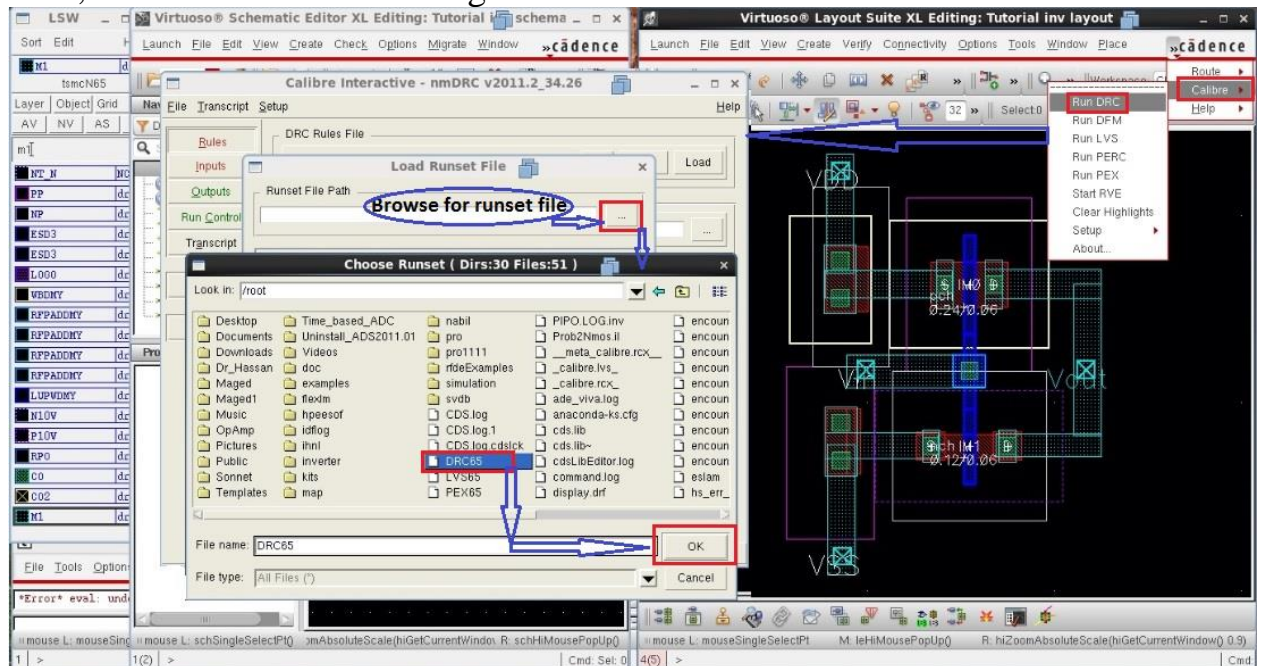 LSW
Virtuoso® Schematic Editor XL Editing: Tutorial inv schema
Virtuoso® Layout Suite XL Editing: Tutorial inv layout
Sort Edit H
Launch File Edit View Create Check Options Migrate Window
cādence
Launch File Edit View Create Verify Connectivity Options Tools Window Place
cādence
M1
tsmcN65
Layer Object Grid
AV NV AS
m1
NT_N
PP
NP
ESD3
ESD3
L000
WBDMY
RFPADDMY
RFPADDMY
RFPADDMY
RFPADDMY
LUPWDMY
N10V
P10V
RPO
CO
CO2
M1
File Tools Option
*Error* eval: und
Calibre Interactive - nmDRC v2011.2_34.26
File Transcript Setup
Help
Rules
DRC Rules File
Load
Inputs
Outputs
Run Control
Transcript
Load Runset File
Runset File Path
...
Browse for runset file
Choose Runset ( Dirs:30 Files:51 )
Look in: /root
Desktop Time_based_ADC nabil PIPO.LOG.inv encoun
Documents Uninstall_ADS2011.01 pro Prob2Nmos.il encoun
Downloads Videos pro1111 __meta_calibre.rcx__ encoun
Dr_Hassan doc rfdeExamples _calibre.lvs_ encoun
Maged examples simulation _calibre.rcx_ encoun
Maged1 flexlm svdb ade_viva.log encoun
Music hpeesof CDS.log anaconda-ks.cfg encoun
OpAmp idflog CDS.log.1 cds.lib encoun
Pictures ihnl CDS.log.cdslck cds.lib~ encoun
Public inverter DRC65 cdsLibEditor.log encoun
Sonnet kits LVS65 command.log eslam
Templates map PEX65 display.drf hs_err_
File name: DRC65
OK
File type: All Files (*)
Cancel
32
Select:0
Route
Calibre
Help
Run DRC
Run DFM
Run LVS
Run PERC
Run PEX
Start RVE
Clear Highlights
Setup
About...
VDD
IM0
pch
0.24/0.06
Vin
Vout
nch IM1
0.12/0.06
VSS
mouse L: mouseSing
mouse L: schSingleSelectPt()
R: schHiMousePopUp()
mouse L: mouseSingleSelectPt M: leHiMousePopUp() R: hiZoomAbsoluteScale(hiGetCurrentWindow() 0.9)
1 >
1(2) >
Cmd: Sel: 0
4(5) >
Cmd: